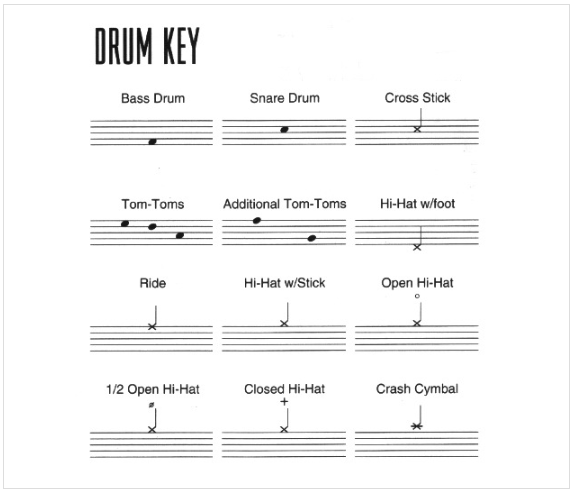 DRUM KEY
Bass Drum Snare Drum Cross Stick
Tom-Toms Additional Tom-Toms Hi-Hat w/foot
Ride Hi-Hat w/Stick Open Hi-Hat
1/2 Open Hi-Hat Closed Hi-Hat Crash Cymbal